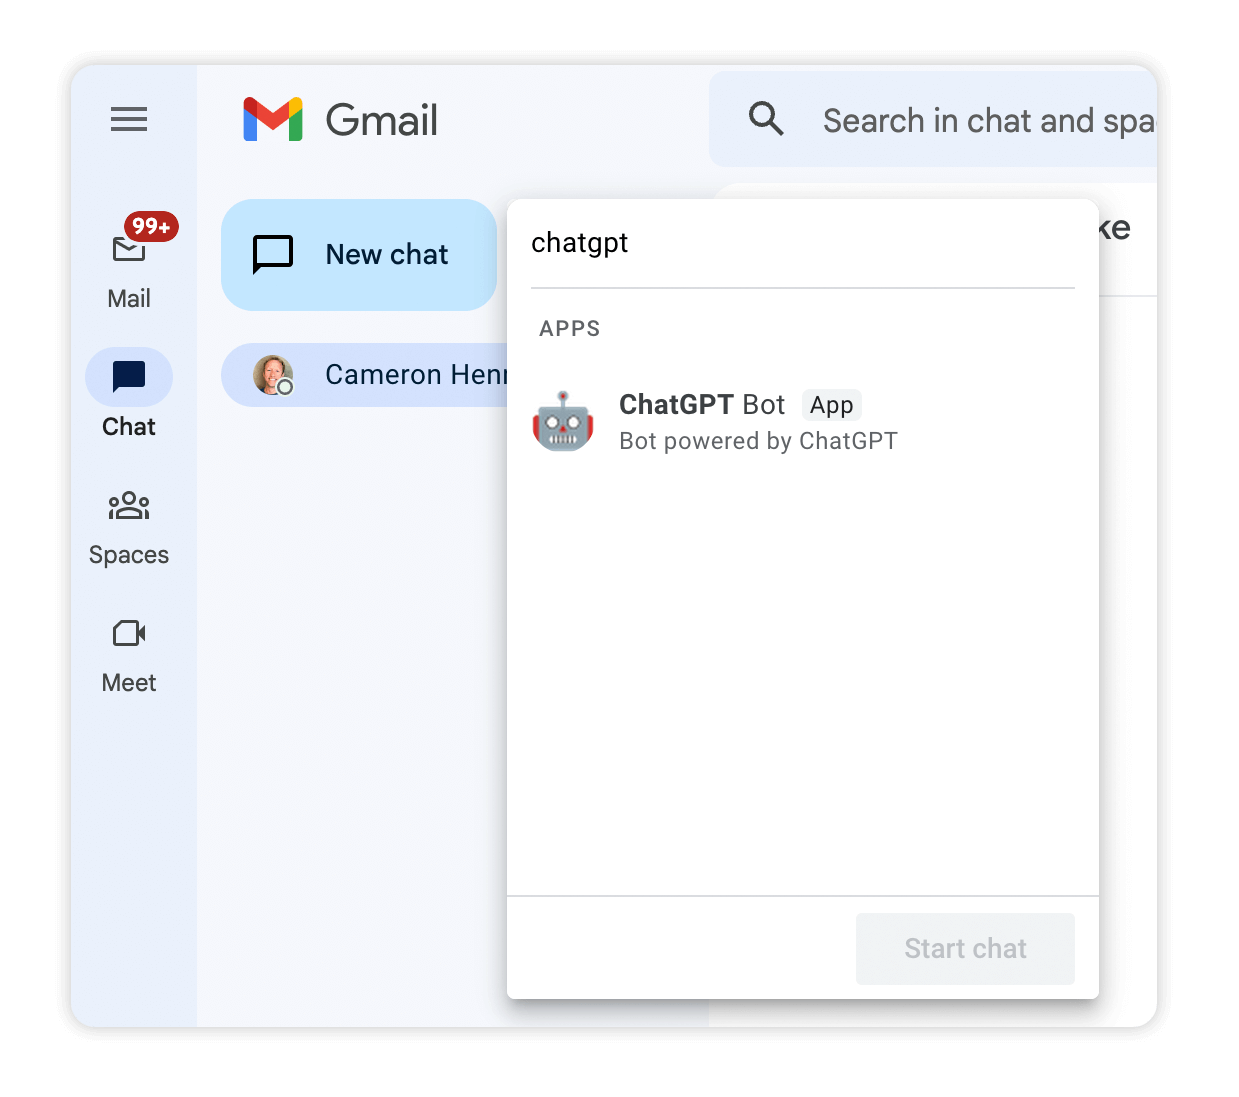 Gmail
Search in chat and spa
99+
Mail
New chat
chatgpt
ke
APPS
Cameron Hen
Chat
ChatGPT Bot App
Bot powered by ChatGPT
Spaces
Meet
Start chat